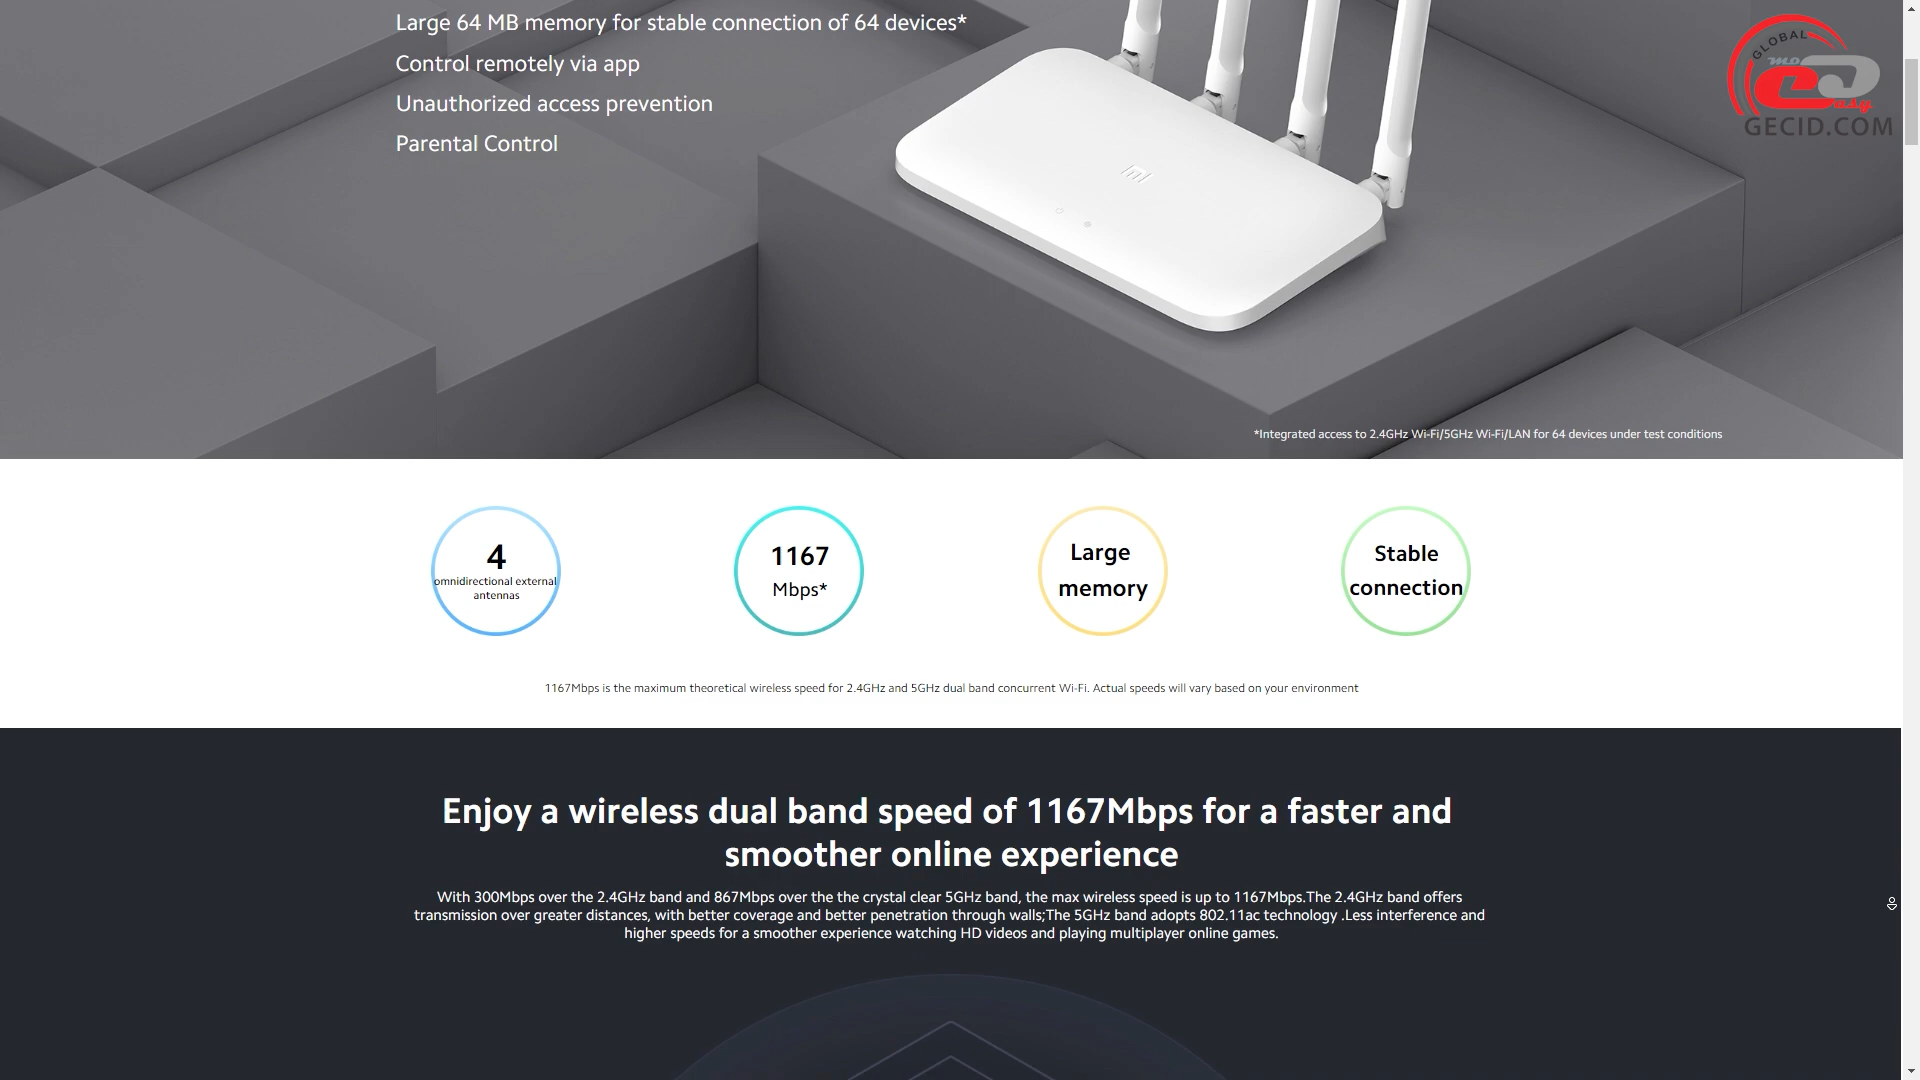 Large 64 MB memory for stable connection of 64 devices*
Control remotely via app
Unauthorized access prevention
Parental Control
GLOBAL
GECID.COM
mi
*Integrated access to 2.4GHz Wi-Fi/5GHz Wi-Fi/LAN for 64 devices under test conditions
4
omnidirectional external
antennas
1167
Mbps*
Large
memory
Stable
connection
1167Mbps is the maximum theoretical wireless speed for 2.4GHz and 5GHz dual band concurrent Wi-Fi. Actual speeds will vary based on your environment
Enjoy a wireless dual band speed of 1167Mbps for a faster and
smoother online experience
With 300Mbps over the 2.4GHz band and 867Mbps over the the crystal clear 5GHz band, the max wireless speed is up to 1167Mbps.The 2.4GHz band offers
transmission over greater distances, with better coverage and better penetration through walls;The 5GHz band adopts 802.11ac technology .Less interference and
higher speeds for a smoother experience watching HD videos and playing multiplayer online games.